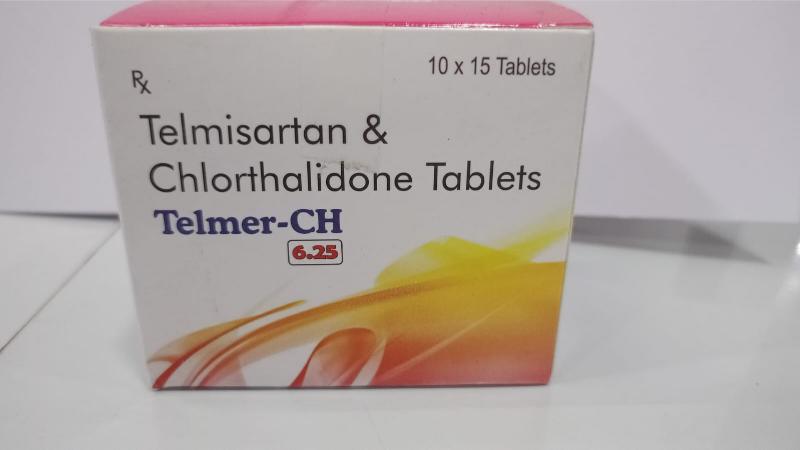 10 x 15 Tablets
Rx
Telmisartan &
Chlorthalidone Tablets
Telmer-CH
6.25